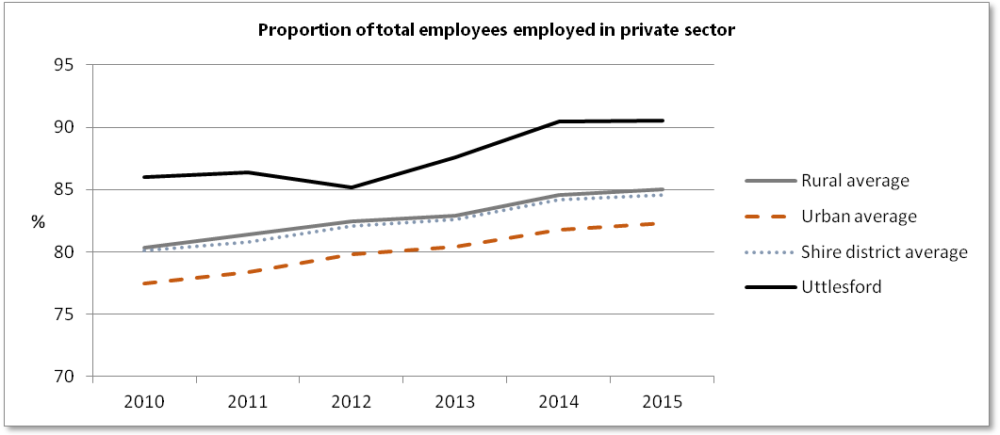 Proportion of total employees employed in private sector
95
90
85
80
75
70
%
2010 2011 2012 2013 2014 2015
Rural average
Urban average
Shire district average
Uttlesford